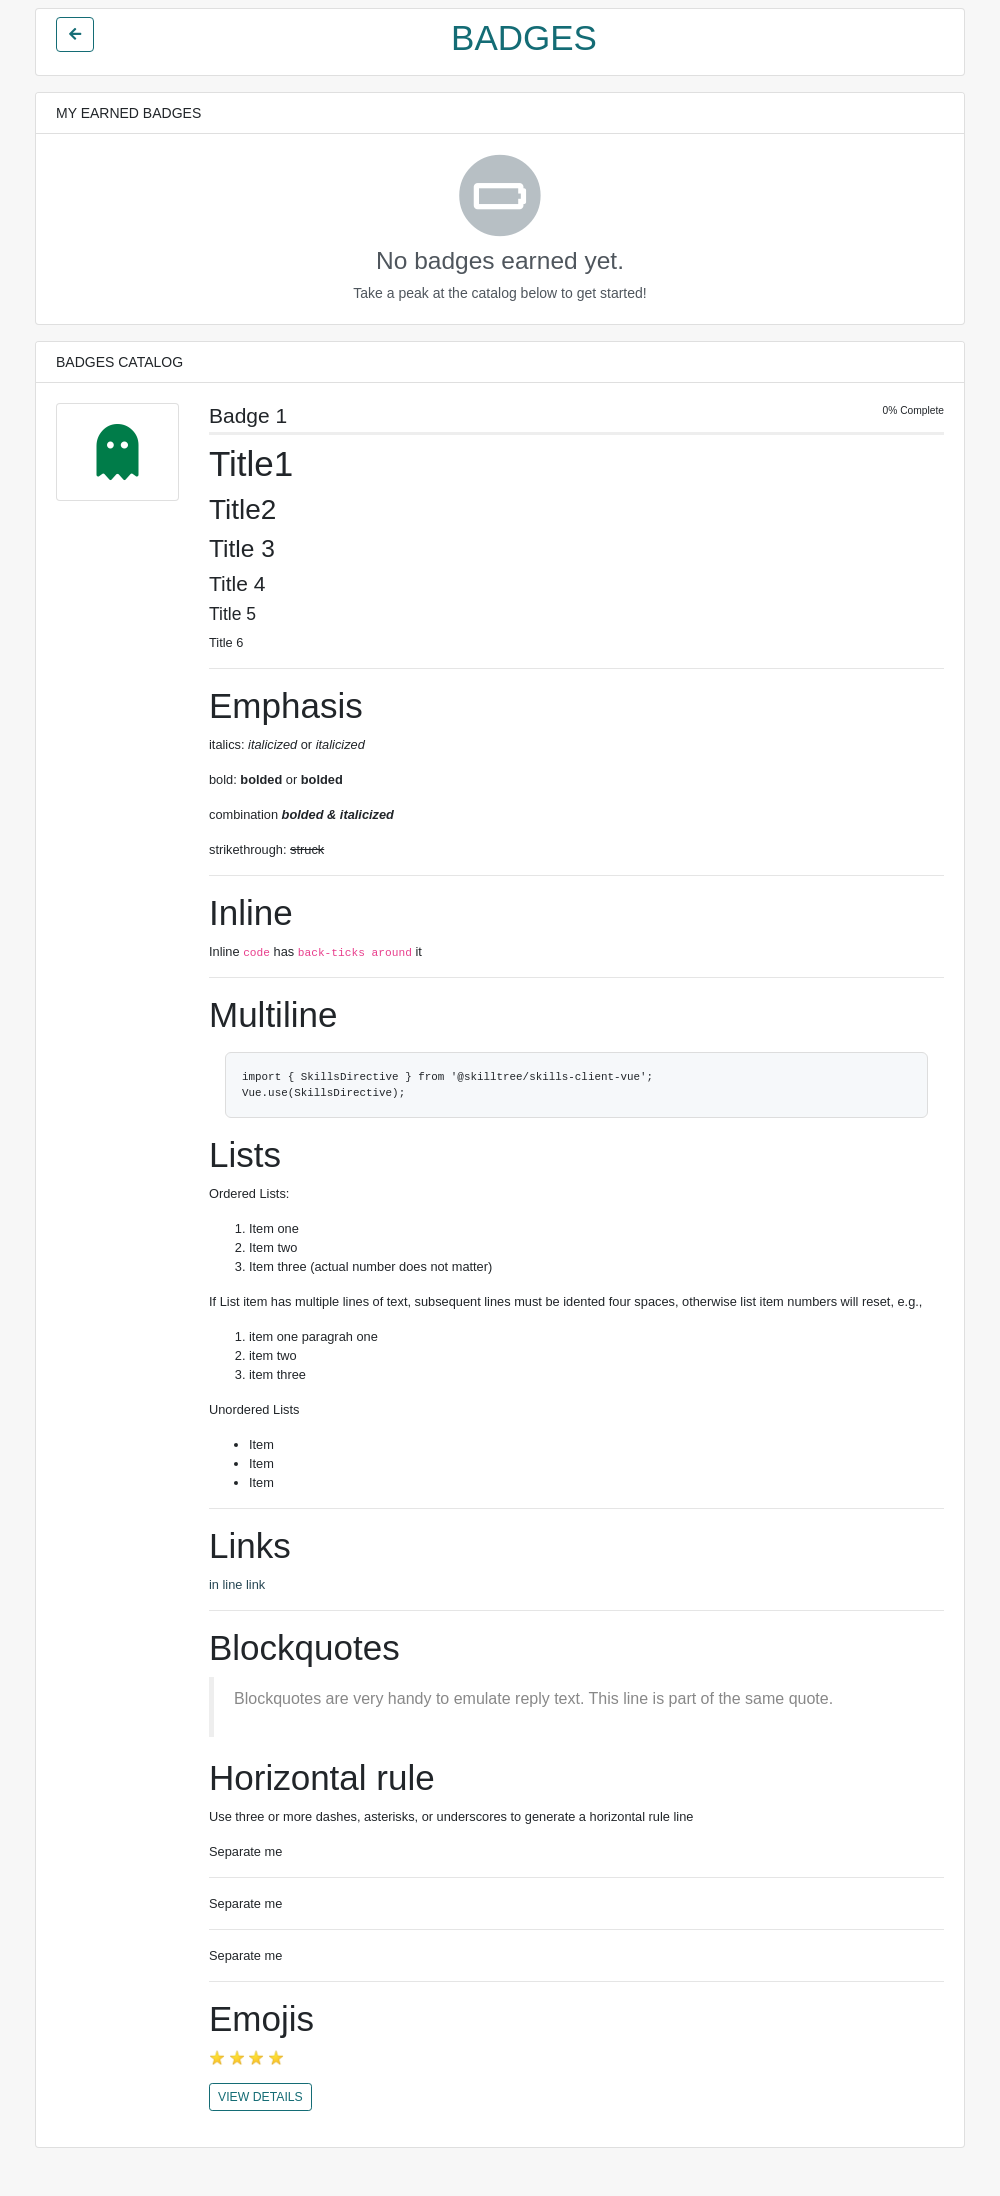 BADGES
MY EARNED BADGES
No badges earned yet.
Take a peak at the catalog below to get started!
BADGES CATALOG
Badge 1
0% Complete
Title1
Title2
Title 3
Title 4
Title 5
Title 6
Emphasis
italics: italicized or italicized
bold: bolded or bolded
combination bolded & italicized
strikethrough: struck
Inline
Inline code has back-ticks around it
Multiline
import { SkillsDirective } from '@skilltree/skills-client-vue';
Vue.use(SkillsDirective);
Lists
Ordered Lists:
1. Item one
2. Item two
3. Item three (actual number does not matter)
If List item has multiple lines of text, subsequent lines must be idented four spaces, otherwise list item numbers will reset, e.g.,
1. item one paragrah one
2. item two
3. item three
Unordered Lists
• Item
• Item
• Item
Links
in line link
Blockquotes
Blockquotes are very handy to emulate reply text. This line is part of the same quote.
Horizontal rule
Use three or more dashes, asterisks, or underscores to generate a horizontal rule line
Separate me
Separate me
Separate me
Emojis
⭐ ⭐ ⭐ ⭐
VIEW DETAILS